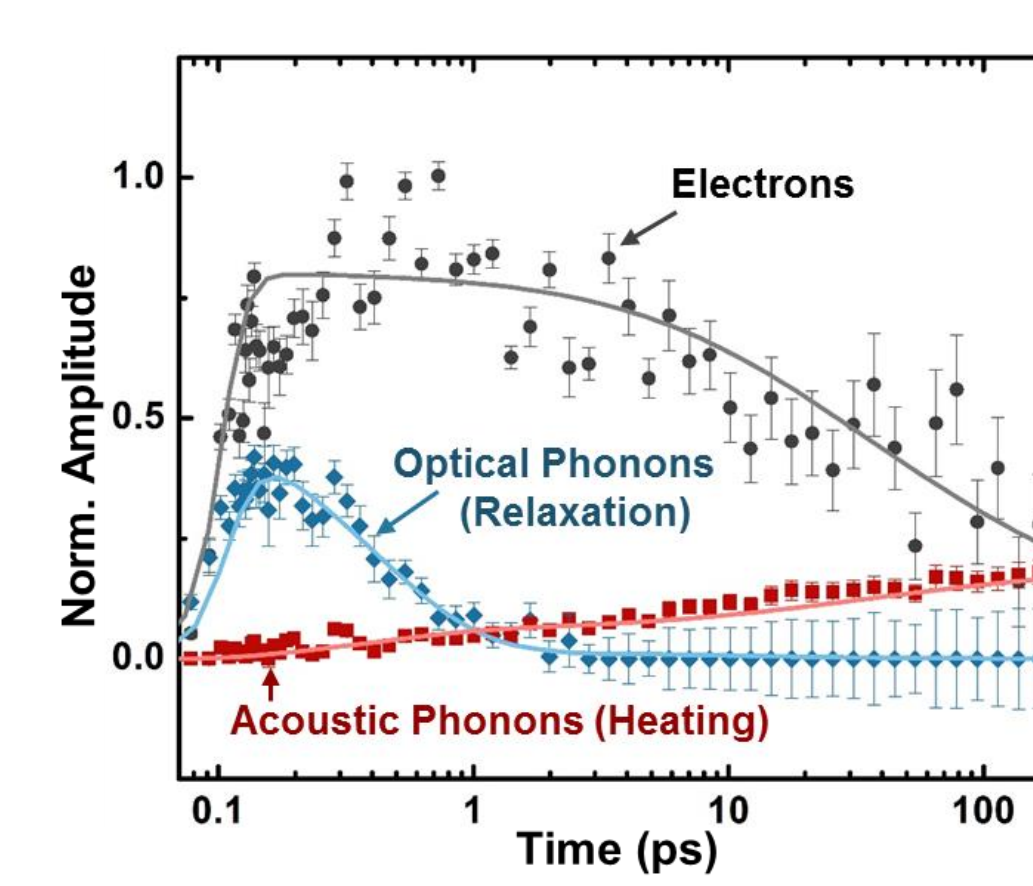 1.0
0.5
0.0
Norm. Amplitude
Electrons
Optical Phonons
(Relaxation)
Acoustic Phonons (Heating)
0.1
1
10
100
Time (ps)